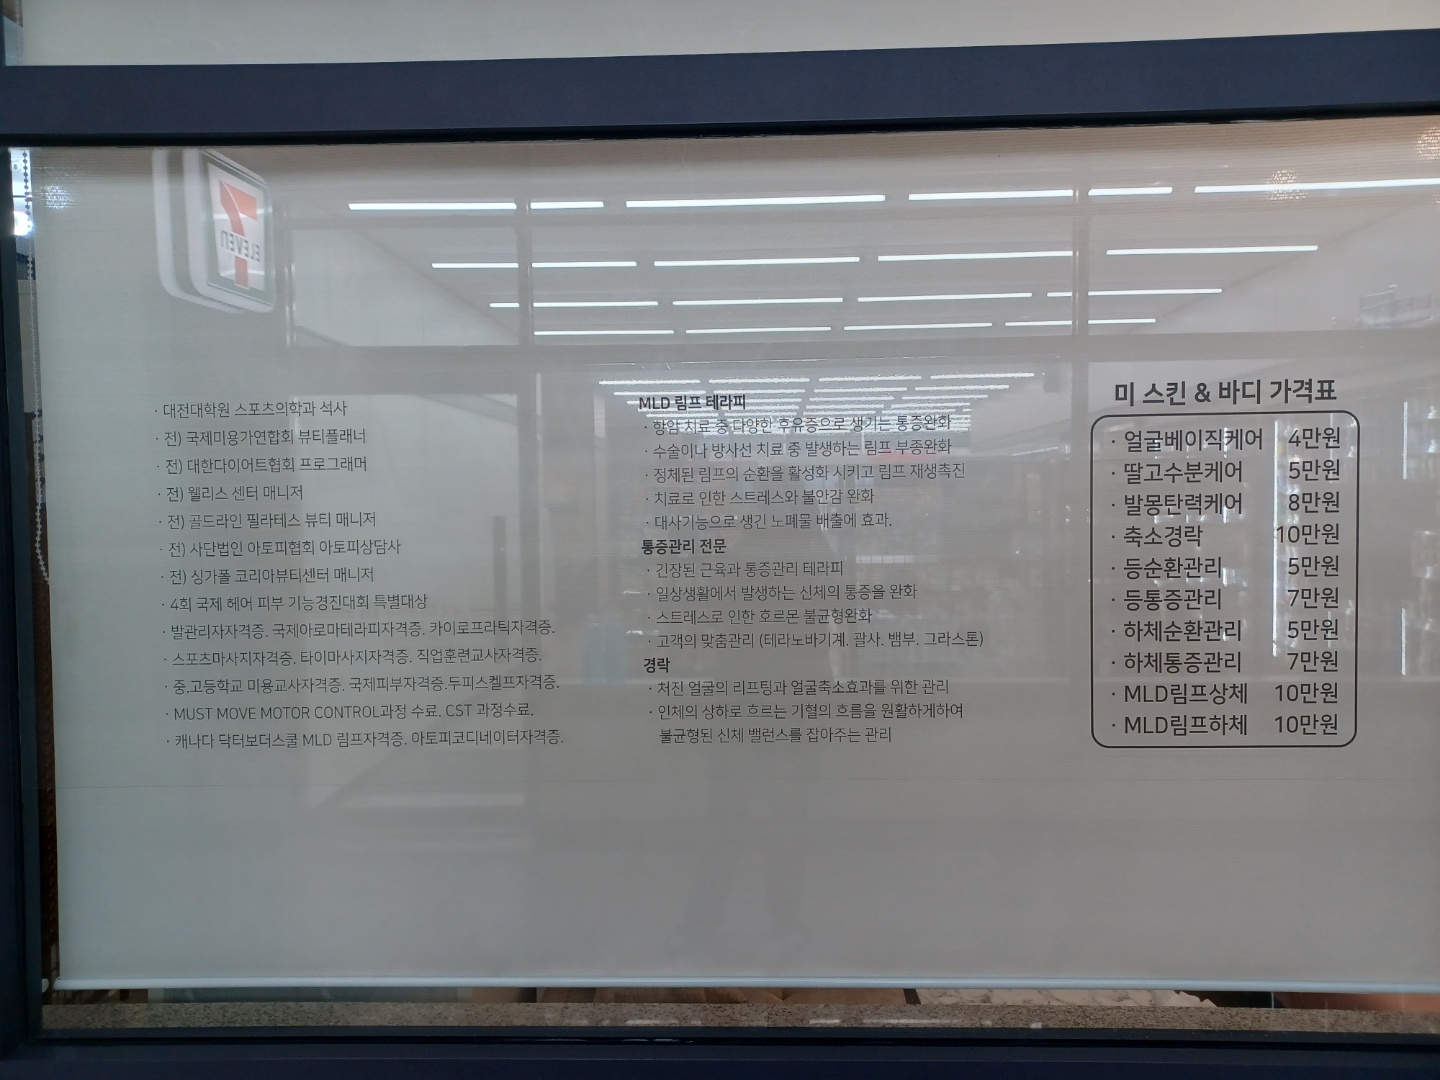 7
ELEVEN
· 대전대학원 스포츠의학과 석사
· 전) 국제미용가연합회 뷰티플래너
· 전) 대한다이어트협회 프로그래머
· 전) 웰리스 센터 매니저
· 전) 골드라인 필라테스 뷰티 매니저
· 전) 사단법인 아토피협회 아토피상담사
· 전) 싱가폴 코리아뷰티센터 매니저
· 4회 국제 헤어 피부 기능경진대회 특별대상
· 발관리자자격증. 국제아로마테라피자격증. 카이로프라틱자격증.
· 스포츠마사지자격증. 타이마사지자격증. 직업훈련교사자격증.
· 중.고등학교 미용교사자격증. 국제피부자격증.두피스켈프자격증.
· MUST MOVE MOTOR CONTROL과정 수료. CST 과정수료.
· 캐나다 닥터보더스쿨 MLD 림프자격증. 아토피코디네이터자격증.
MLD 림프 테라피
· 항암 치료 중 다양한 후유증으로 생기는 통증완화
· 수술이나 방사선 치료 중 발생하는 림프 부종완화
· 정체된 림프의 순환을 활성화 시키고 림프 재생촉진
· 치료로 인한 스트레스와 불안감 완화
· 대사기능으로 생긴 노폐물 배출에 효과.
통증관리 전문
· 긴장된 근육과 통증관리 테라피
· 일상생활에서 발생하는 신체의 통증을 완화
· 스트레스로 인한 호르몬 불균형완화
· 고객의 맞춤관리 (테라노바기계. 괄사. 뱀부. 그라스톤)
경락
· 처진 얼굴의 리프팅과 얼굴축소효과를 위한 관리
· 인체의 상하로 흐르는 기혈의 흐름을 원활하게하여
불균형된 신체 밸런스를 잡아주는 관리
미 스킨 & 바디 가격표
· 얼굴베이직케어 4만원
· 딸고수분케어 5만원
· 발몽탄력케어 8만원
· 축소경락 10만원
· 등순환관리 5만원
· 등통증관리 7만원
· 하체순환관리 5만원
· 하체통증관리 7만원
· MLD림프상체 10만원
· MLD림프하체 10만원